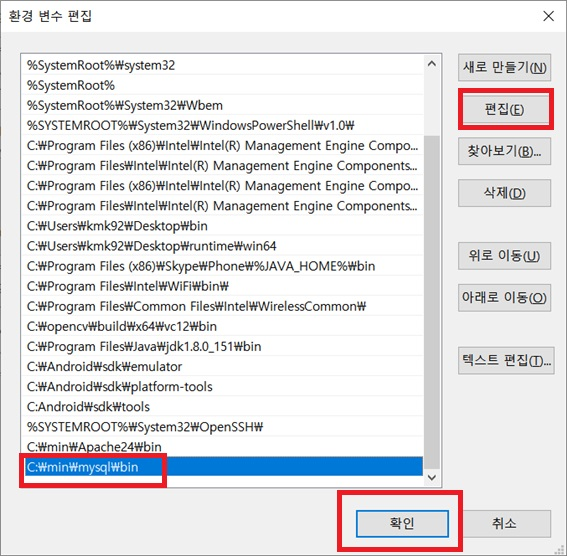 환경 변수 편집
%SystemRoot%₩system32
%SystemRoot%
%SystemRoot%₩System32₩Wbem
%SYSTEMROOT%₩System32₩WindowsPowerShell₩v1.0₩
C:₩Program Files (x86)₩Intel₩Intel(R) Management Engine Compo...
C:₩Program Files₩Intel₩Intel(R) Management Engine Components...
C:₩Program Files (x86)₩Intel₩Intel(R) Management Engine Compo...
C:₩Program Files₩Intel₩Intel(R) Management Engine Components...
C:₩Users₩kmk92₩Desktop₩bin
C:₩Users₩kmk92₩Desktop₩runtime₩win64
C:₩Program Files (x86)₩Skype₩Phone₩%JAVA_HOME%₩bin
C:₩Program Files₩Intel₩WiFi₩bin₩
C:₩Program Files₩Common Files₩Intel₩WirelessCommon₩
C:₩opencv₩build₩x64₩vc12₩bin
C:₩Program Files₩Java₩jdk1.8.0_151₩bin
C:₩Android₩sdk₩emulator
C:₩Android₩sdk₩platform-tools
C:Android₩sdk₩tools
%SYSTEMROOT%₩System32₩OpenSSH₩
C:₩min₩Apache24₩bin
C:₩min₩mysql₩bin
새로 만들기(N)
편집(E)
찾아보기(B)...
삭제(D)
위로 이동(U)
아래로 이동(O)
텍스트 편집(T)...
확인
취소